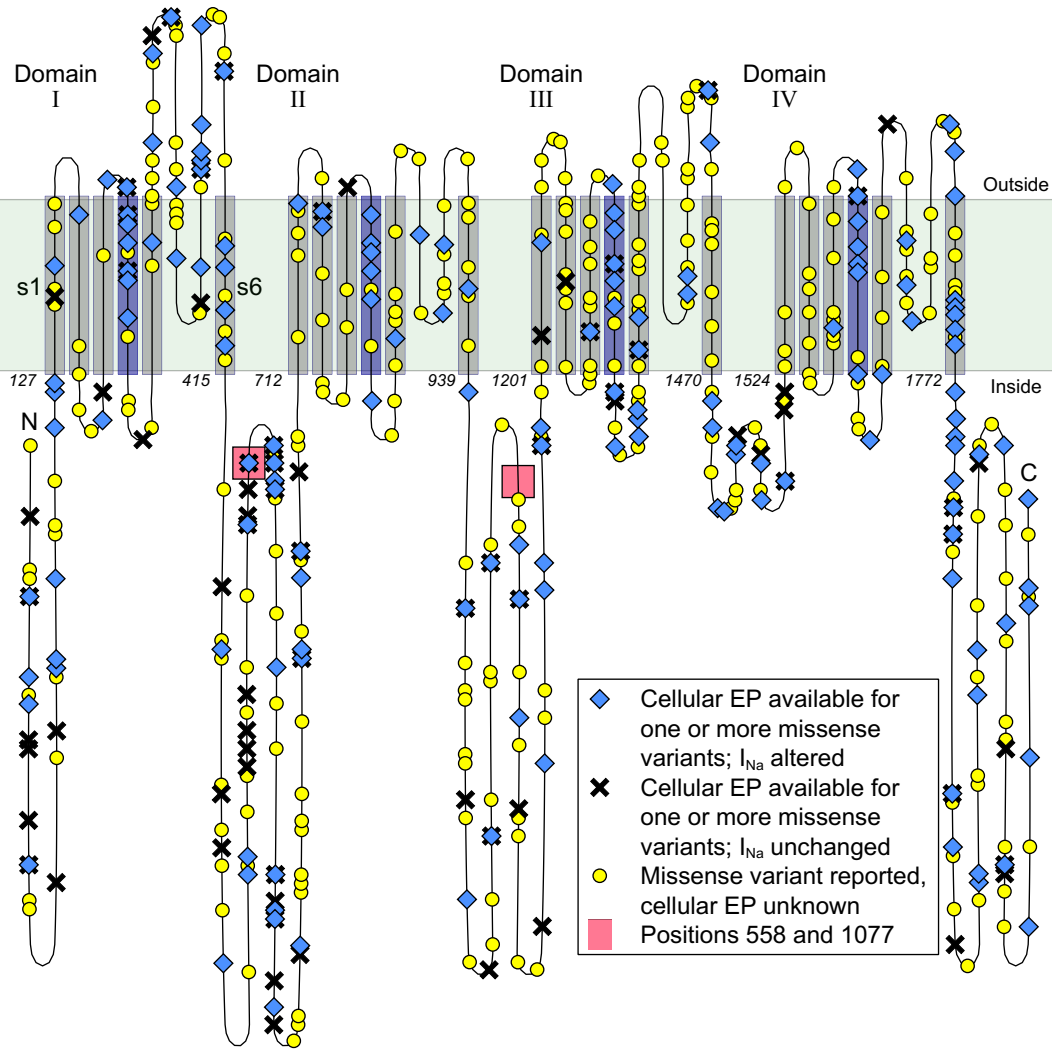 Domain
I
Domain
II
Domain
III
Domain
IV
Outside
s1
s6
127
415
712
939
1201
1470
1524
1772
Inside
N
C
Cellular EP available for
one or more missense
variants; INa altered
Cellular EP available for
one or more missense
variants; INa unchanged
Missense variant reported,
cellular EP unknown
Positions 558 and 1077